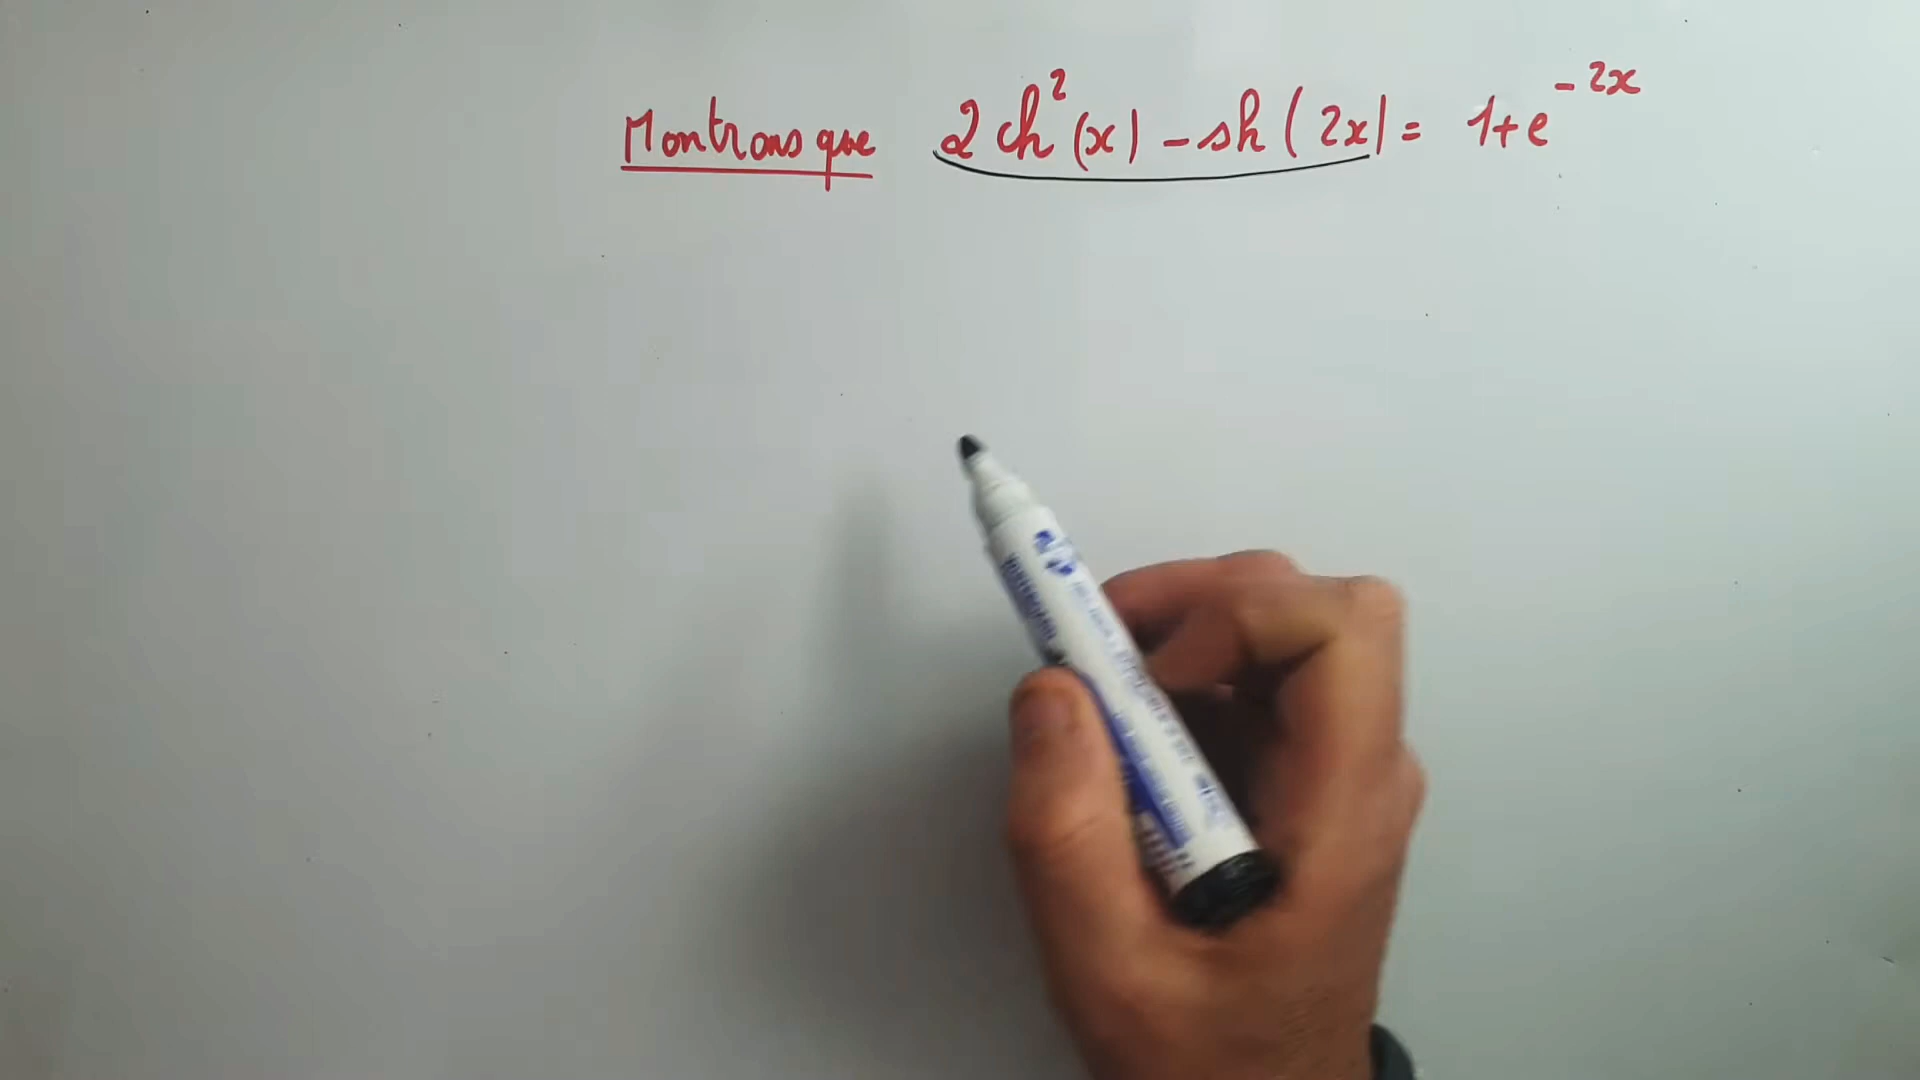 Montrons que 2ch²(x) - sh(2x) = 1+e^{-2x}